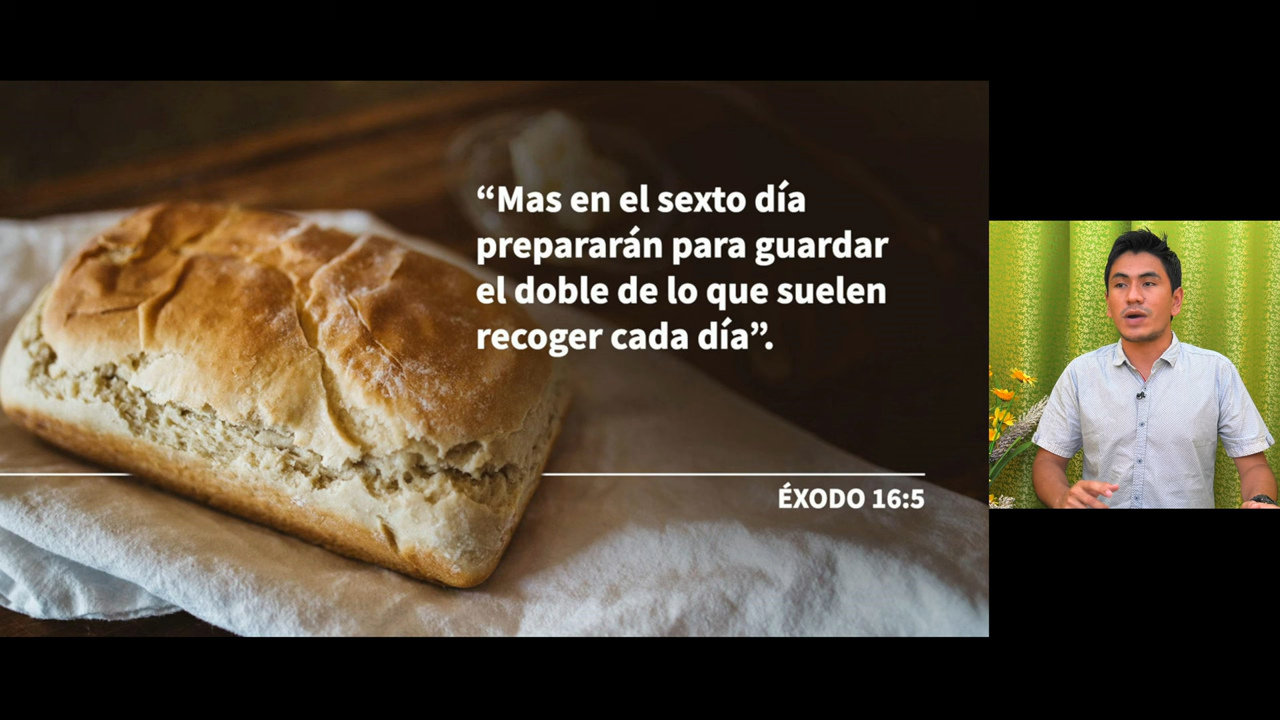 “Mas en el sexto día
prepararán para guardar
el doble de lo que suelen
recoger cada día”.
ÉXODO 16:5